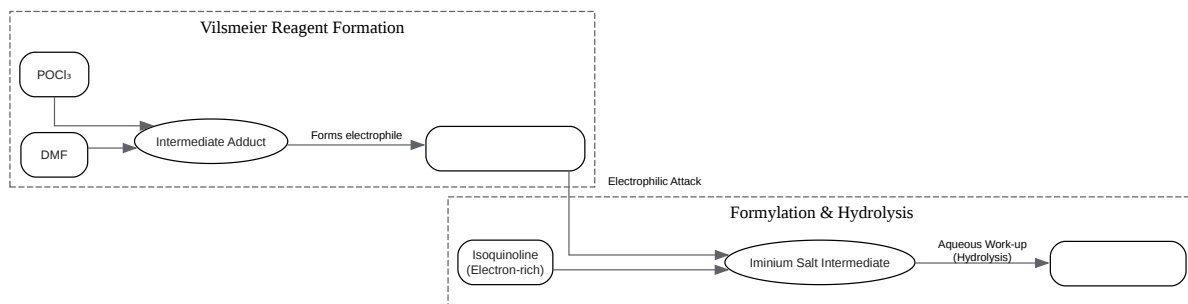 Vilsmeier Reagent Formation
POCl₃
DMF
Intermediate Adduct
Forms electrophile
Electrophilic Attack
Formylation & Hydrolysis
Isoquinoline
(Electron-rich)
Iminium Salt Intermediate
Aqueous Work-up
(Hydrolysis)